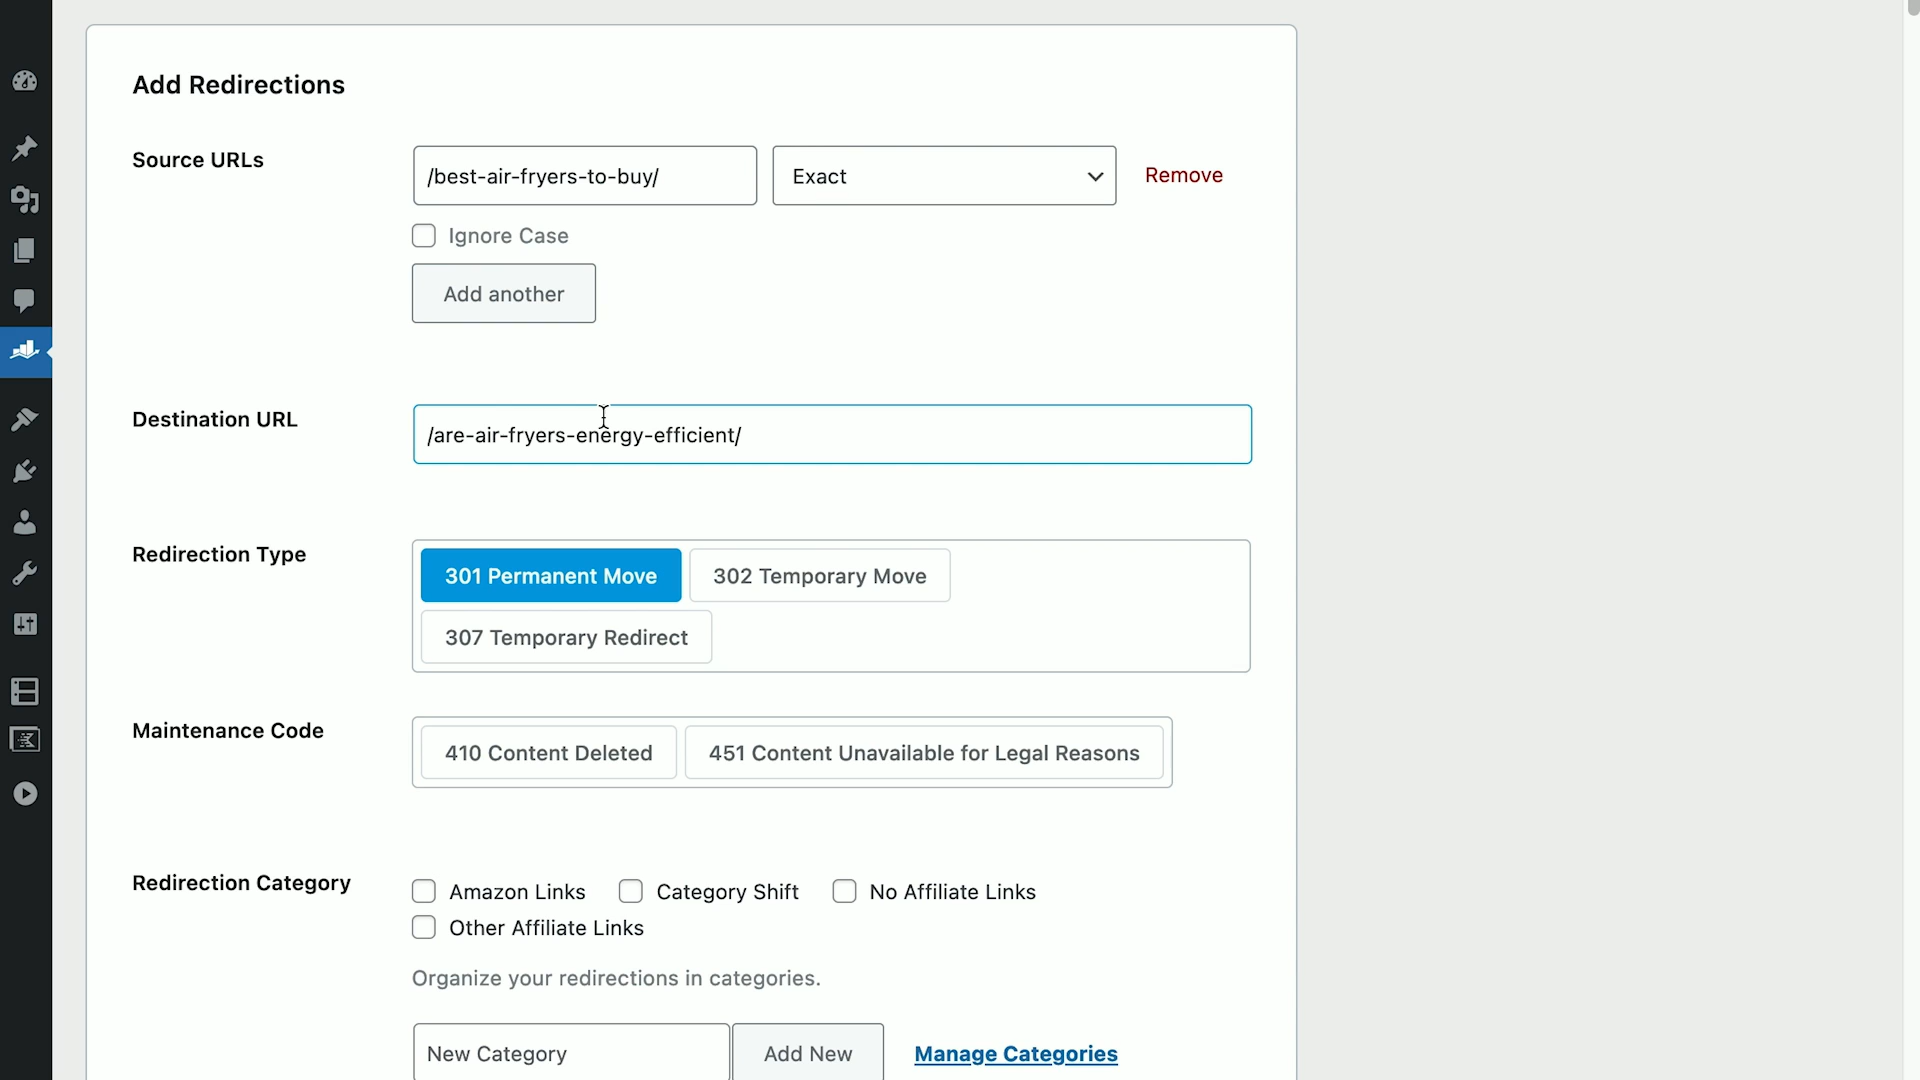 Add Redirections
Source URLs
/best-air-fryers-to-buy/
Exact
Remove
Ignore Case
Add another
Destination URL
/are-air-fryers-energy-efficient/
Redirection Type
301 Permanent Move
302 Temporary Move
307 Temporary Redirect
Maintenance Code
410 Content Deleted
451 Content Unavailable for Legal Reasons
Redirection Category
Amazon Links
Category Shift
No Affiliate Links
Other Affiliate Links
Organize your redirections in categories.
New Category
Add New
Manage Categories